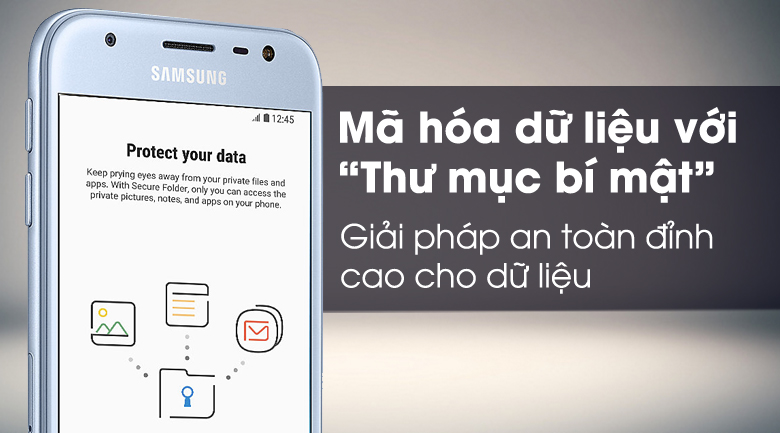 SAMSUNG
12:45
Protect your data
Keep prying eyes away from your private files and
apps. With Secure Folder, only you can access the
private pictures, notes, and apps on your phone.
Mã hóa dữ liệu với
“Thư mục bí mật”
Giải pháp an toàn đỉnh
cao cho dữ liệu